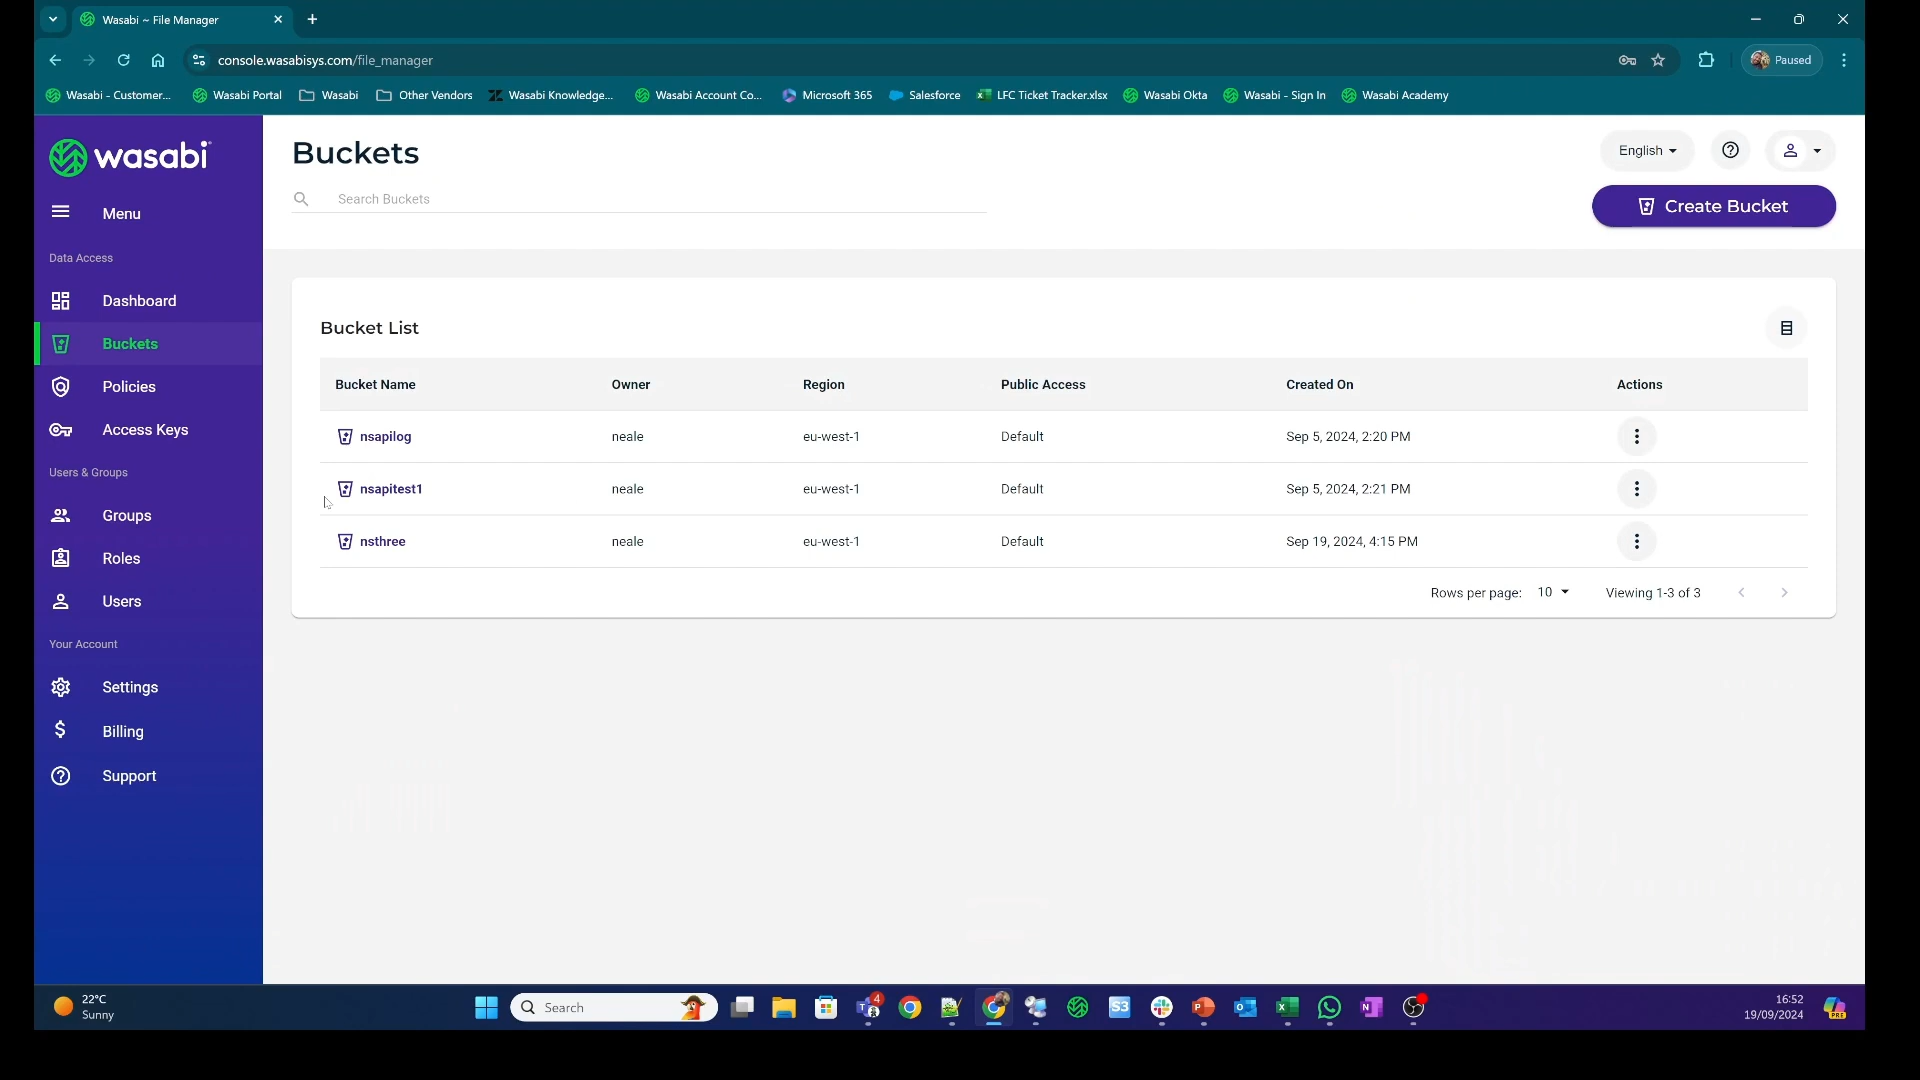 Wasabi ~ File Manager
console.wasabisys.com/file_manager
Paused
Wasabi - Customer...
Wasabi Portal
Wasabi
Other Vendors
Wasabi Knowledge...
Wasabi Account Co...
Microsoft 365
Salesforce
LFC Ticket Tracker.xlsx
Wasabi Okta
Wasabi - Sign In
Wasabi Academy
wasabi
Menu
Data Access
Dashboard
Buckets
Policies
Access Keys
Users & Groups
Groups
Roles
Users
Your Account
Settings
Billing
Support
Buckets
English
Search Buckets
Create Bucket
Bucket List
Bucket Name Owner Region Public Access Created On Actions
nsapilog neale eu-west-1 Default Sep 5, 2024, 2:20 PM
nsapitest1 neale eu-west-1 Default Sep 5, 2024, 2:21 PM
nsthree neale eu-west-1 Default Sep 19, 2024, 4:15 PM
Rows per page: 10 Viewing 1-3 of 3
22°C
Sunny
Search
4
S3
16:52
19/09/2024
PRE